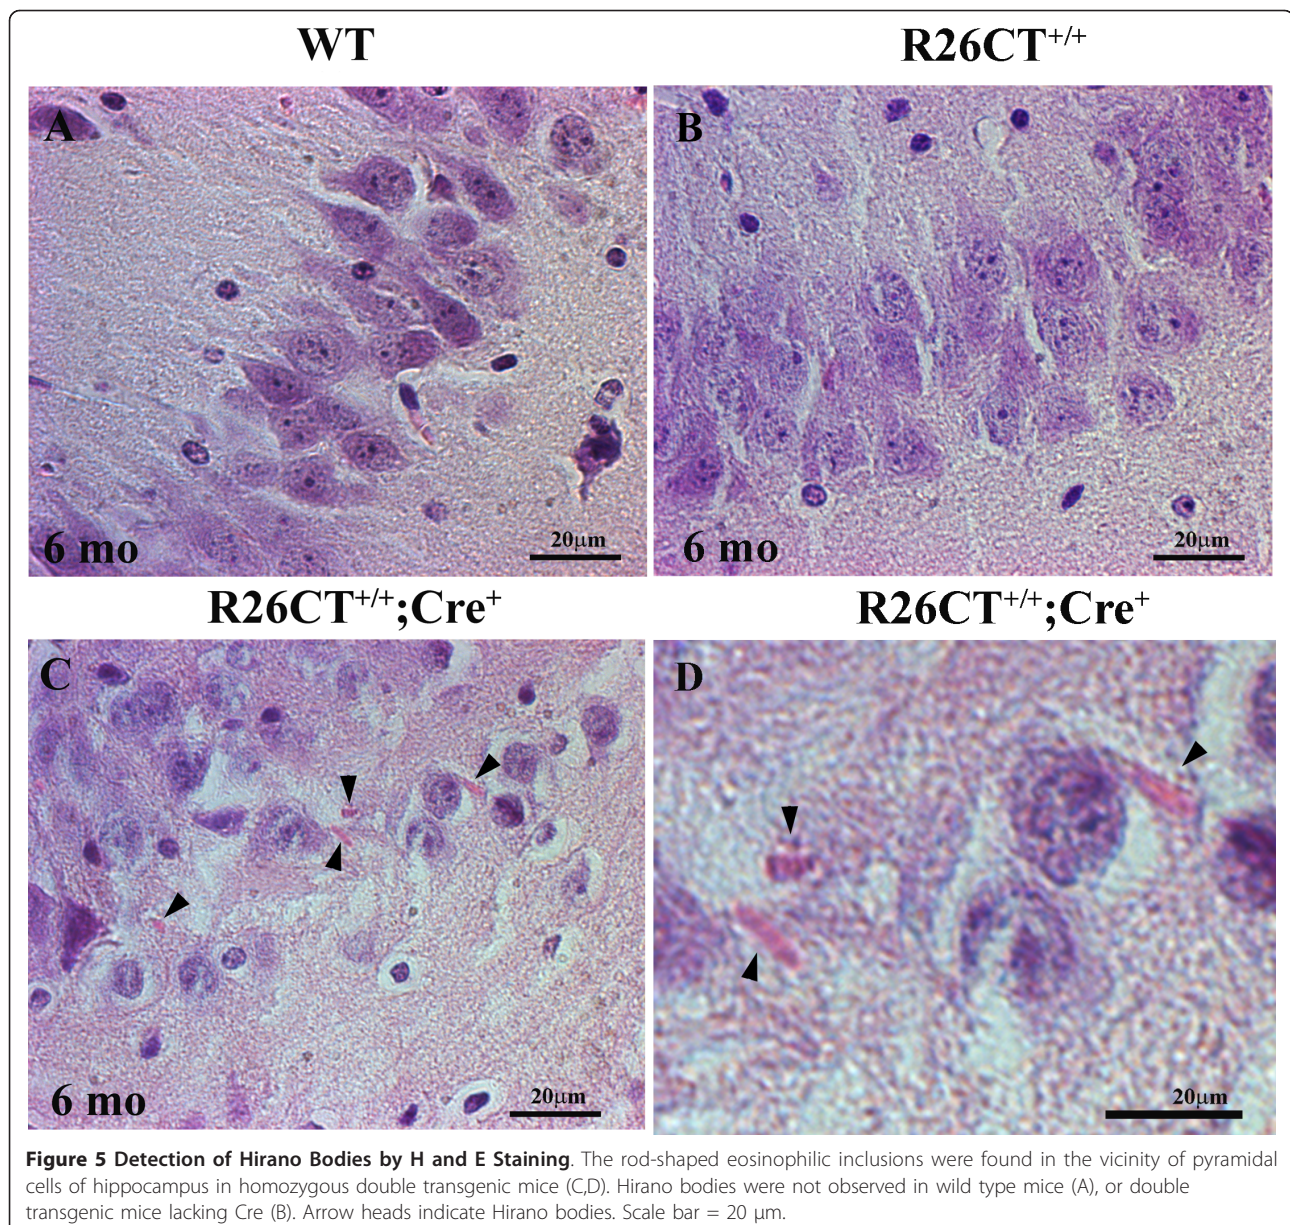 WT
R26CT+/+
A
B
6 mo
20μm
6 mo
20μm
R26CT+/+;Cre+
R26CT+/+;Cre+
C
D
6 mo
20μm
20μm
Figure 5 Detection of Hirano Bodies by H and E Staining. The rod-shaped eosinophilic inclusions were found in the vicinity of pyramidal
cells of hippocampus in homozygous double transgenic mice (C,D). Hirano bodies were not observed in wild type mice (A), or double
transgenic mice lacking Cre (B). Arrow heads indicate Hirano bodies. Scale bar = 20 μm.